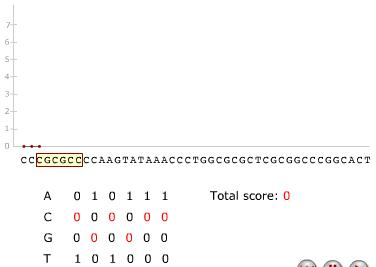 7
6
5
4
3
2
1
0
CCCGCGCCCCAAGTATAAACCCTGGCGCGCTCGCGGCCCGGCACT
A 0 1 0 1 1 1 Total score: 0
C 0 0 0 0 0 0
G 0 0 0 0 0 0
T 1 0 1 0 0 0